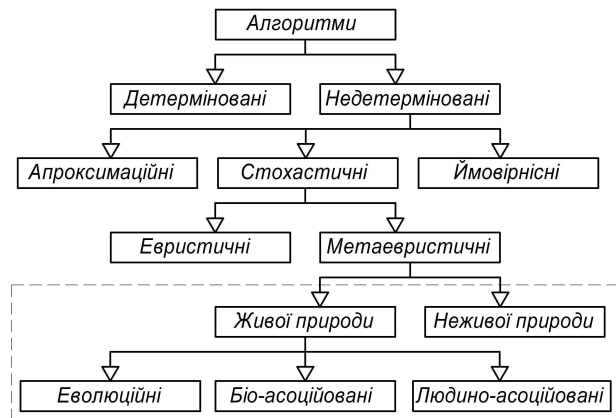 Алгоритми
Детерміновані
Недетерміновані
Апроксимаційні
Стохастичні
Ймовірнісні
Евристичні
Метаевристичні
Живої природи
Неживої природи
Еволюційні
Біо-асоційовані
Людино-асоційовані